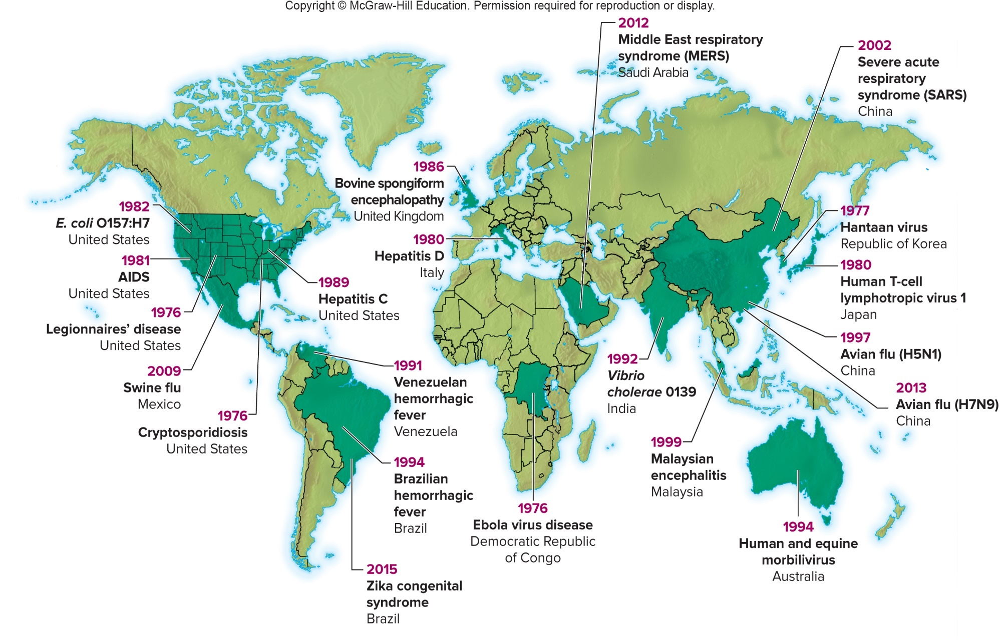 Copyright © McGraw-Hill Education. Permission required for reproduction or display.
2012
Middle East respiratory
syndrome (MERS)
Saudi Arabia
2002
Severe acute
respiratory
syndrome (SARS)
China
1986
Bovine spongiform
encephalopathy
United Kingdom
1982
E. coli O157:H7
United States
1977
Hantaan virus
Republic of Korea
1980
Hepatitis D
Italy
1981
AIDS
United States
1980
Human T-cell
lymphotropic virus 1
Japan
1989
Hepatitis C
United States
1976
Legionnaires’ disease
United States
1997
Avian flu (H5N1)
China
1992
Vibrio
cholerae 0139
India
1991
Venezuelan
hemorrhagic
fever
Venezuela
2009
Swine flu
Mexico
2013
Avian flu (H7N9)
China
1976
Cryptosporidiosis
United States
1999
Malaysian
encephalitis
Malaysia
1994
Brazilian
hemorrhagic
fever
Brazil
1976
Ebola virus disease
Democratic Republic
of Congo
1994
Human and equine
morbilivirus
Australia
2015
Zika congenital
syndrome
Brazil